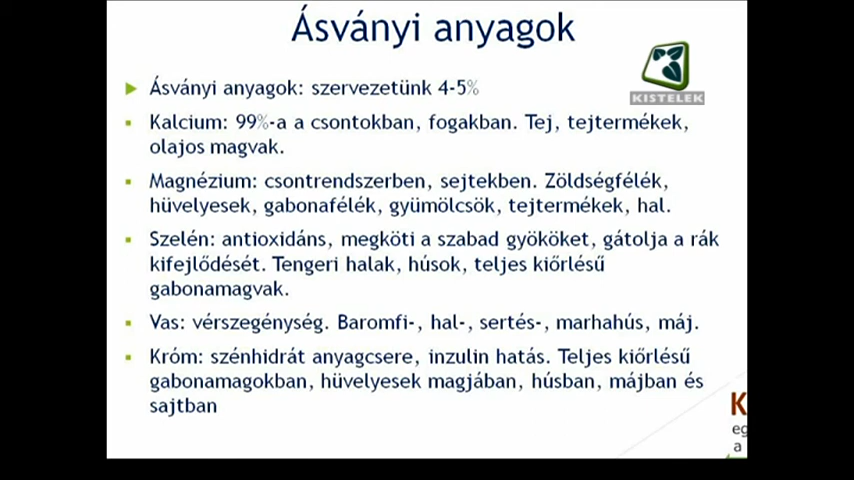 Ásványi anyagok
KISTELEK
Ásványi anyagok: szervezetünk 4-5%
Kalcium: 99%-a a csontokban, fogakban. Tej, tejtermékek,
olajos magvak.
Magnézium: csontrendszerben, sejtekben. Zöldségfélék,
hüvelyesek, gabonafélék, gyümölcsök, tejtermékek, hal.
Szelén: antioxidáns, megköti a szabad gyököket, gátolja a rák
kifejlődését. Tengeri halak, húsok, teljes kiőrlésű
gabonamagvak.
Vas: vérszegénység. Baromfi-, hal-, sertés-, marhahús, máj.
Króm: szénhidrát anyagcsere, inzulin hatás. Teljes kiőrlésű
gabonamagokban, hüvelyesek magjában, húsban, májban és
sajtban
K
eg
a